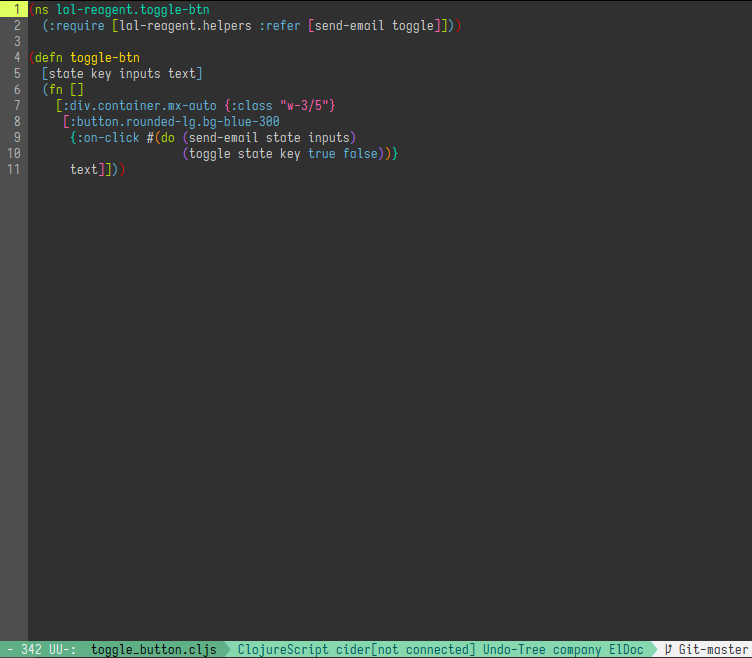 1 (ns lal-reagent.toggle-btn
2   (:require [lal-reagent.helpers :refer [send-email toggle]]))
3
4 (defn toggle-btn
5   [state key inputs text]
6   (fn []
7     [:div.container.mx-auto {:class "w-3/5"}
8      [:button.rounded-lg.bg-blue-300
9       {:on-click #(do (send-email state inputs)
10                      (toggle state key true false))}
11      text]]))
- 342 UU-: toggle_button.cljs ClojureScript cider[not connected] Undo-Tree company ElDoc Git-master